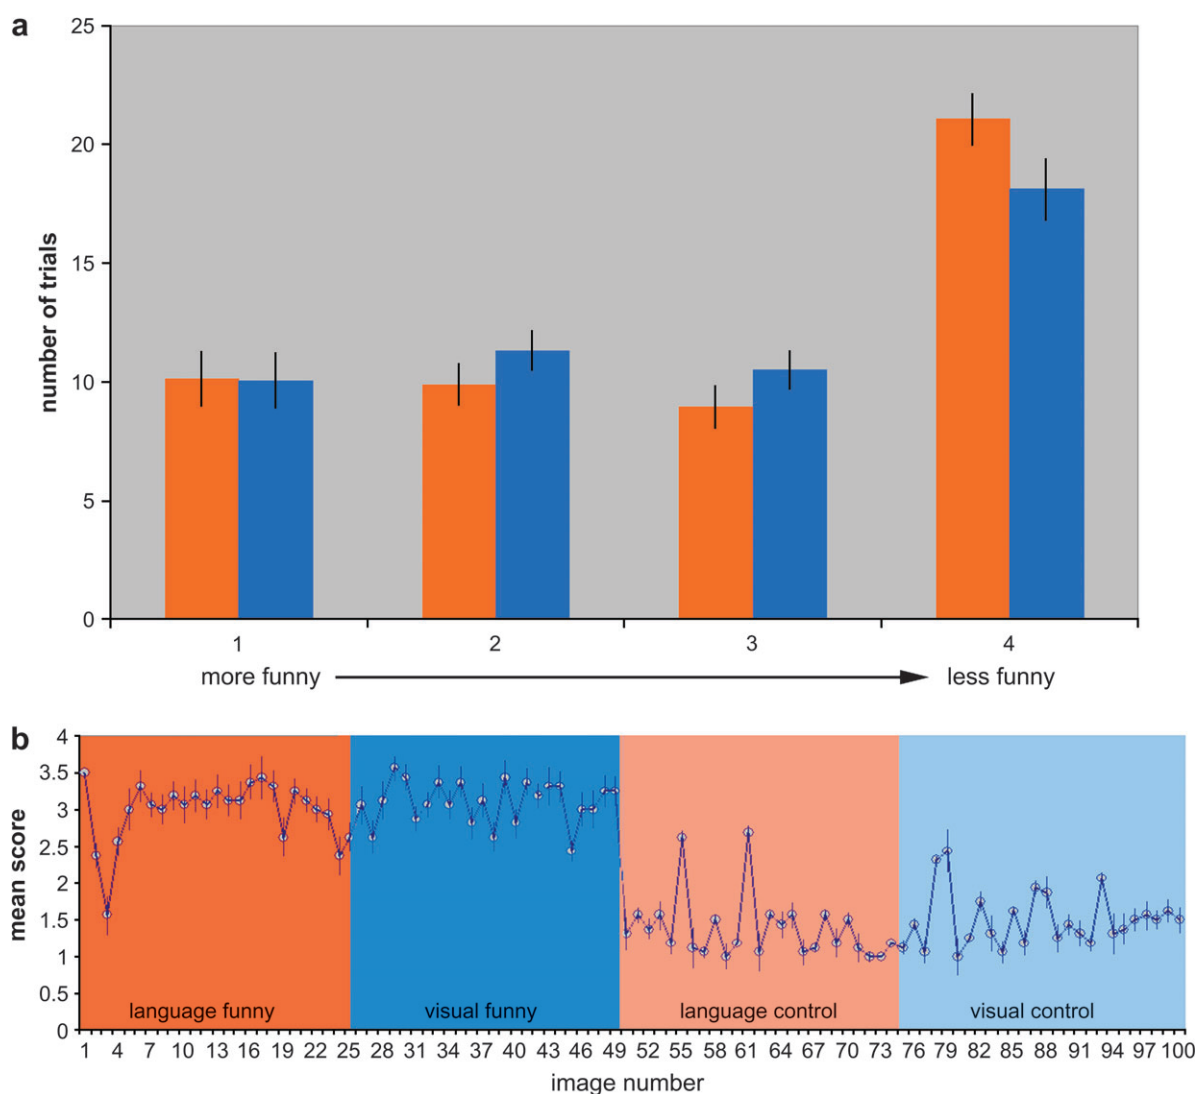 a
number of trials
25
20
15
10
5
0
1 2 3 4
more funny less funny
b
mean score
4
3.5
3
2.5
2
1.5
1
0.5
0
language funny visual funny language control visual control
1 4 7 10 13 16 19 22 25 28 31 34 37 40 43 46 49 52 55 58 61 64 67 70 73 76 79 82 85 88 91 94 97 100
image number